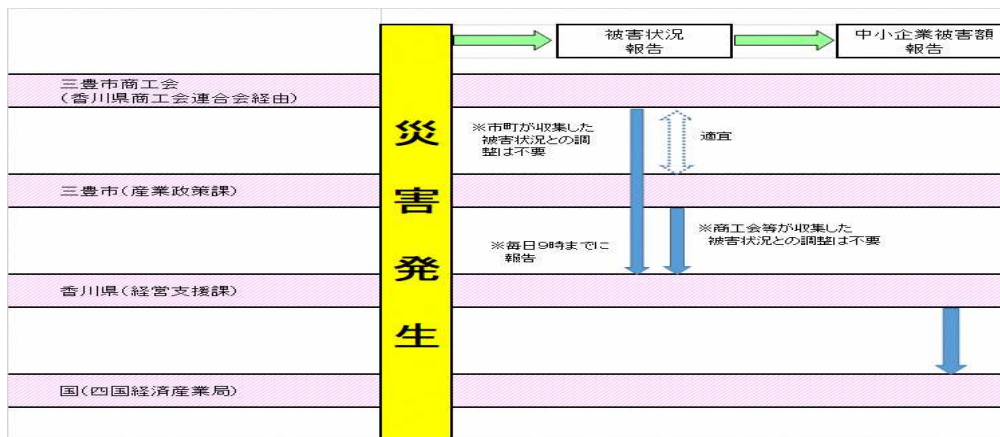 被害状況
報告
中小企業被害額
報告
三豊市商工会
(香川県商工会連合会経由)
災害発生
※市町が収集した
被害状況との調
整は不要
適宜
三豊市(産業政策課)
※商工会等が収集した
被害状況との調整は不要
※毎日9時までに
報告
香川県(経営支援課)
国(四国経済産業局)